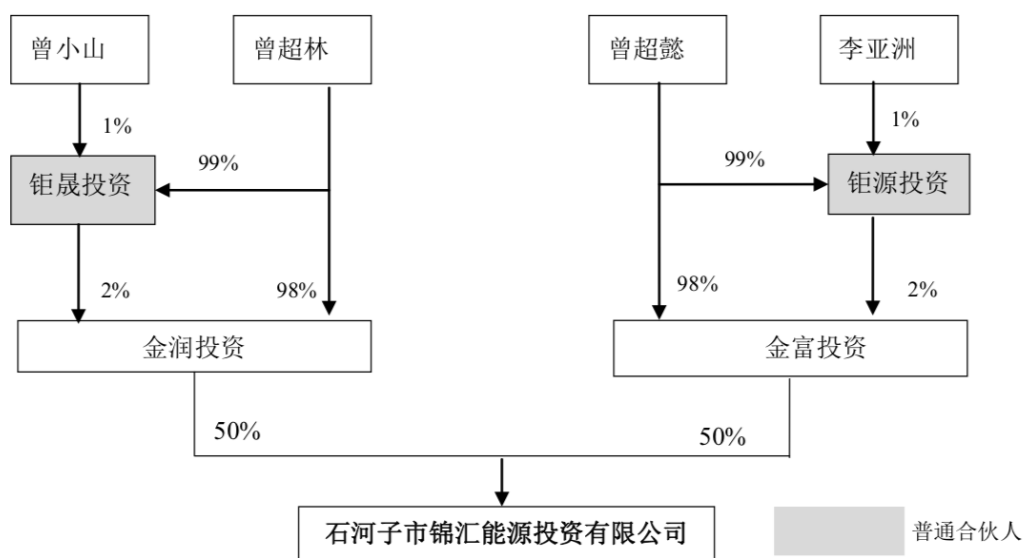 曾小山
曾超林
曾超懿
李亚洲
1%
1%
99%
99%
钜晟投资
钜源投资
2%
98%
98%
2%
金润投资
金富投资
50%
50%
石河子市锦汇能源投资有限公司
普通合伙人